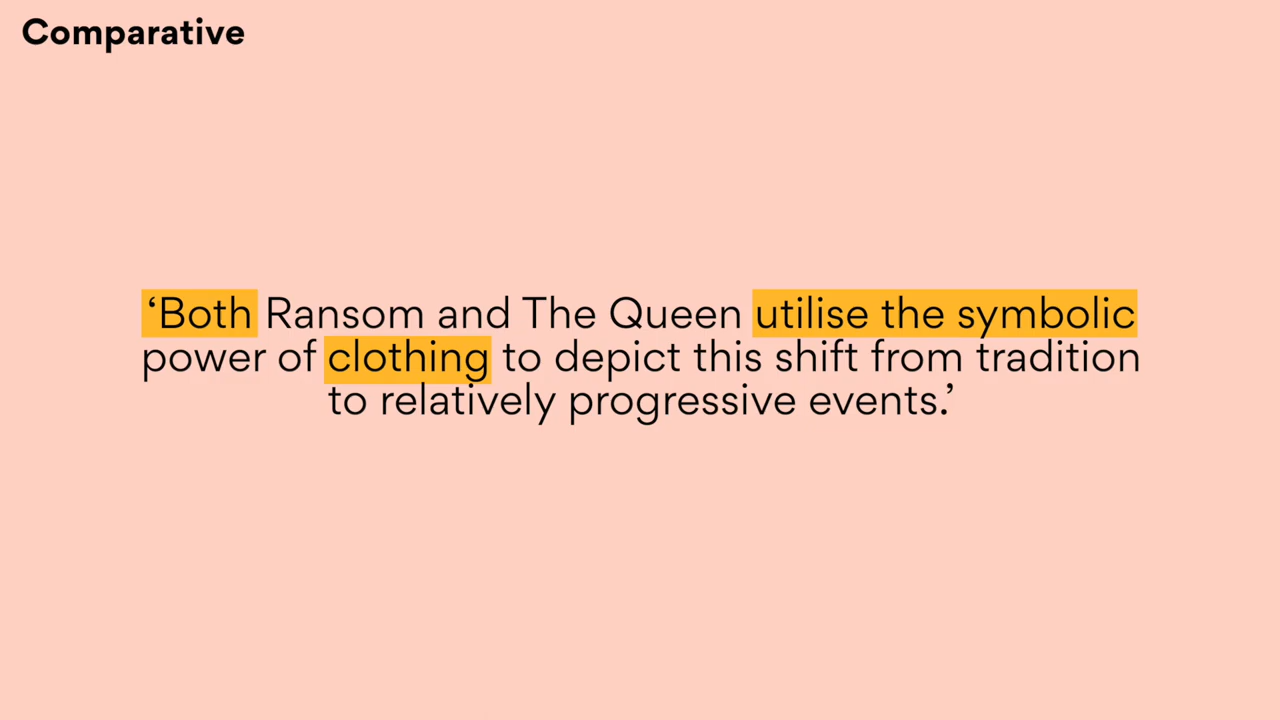 Comparative
‘Both Ransom and The Queen utilise the symbolic
power of clothing to depict this shift from tradition
to relatively progressive events.’